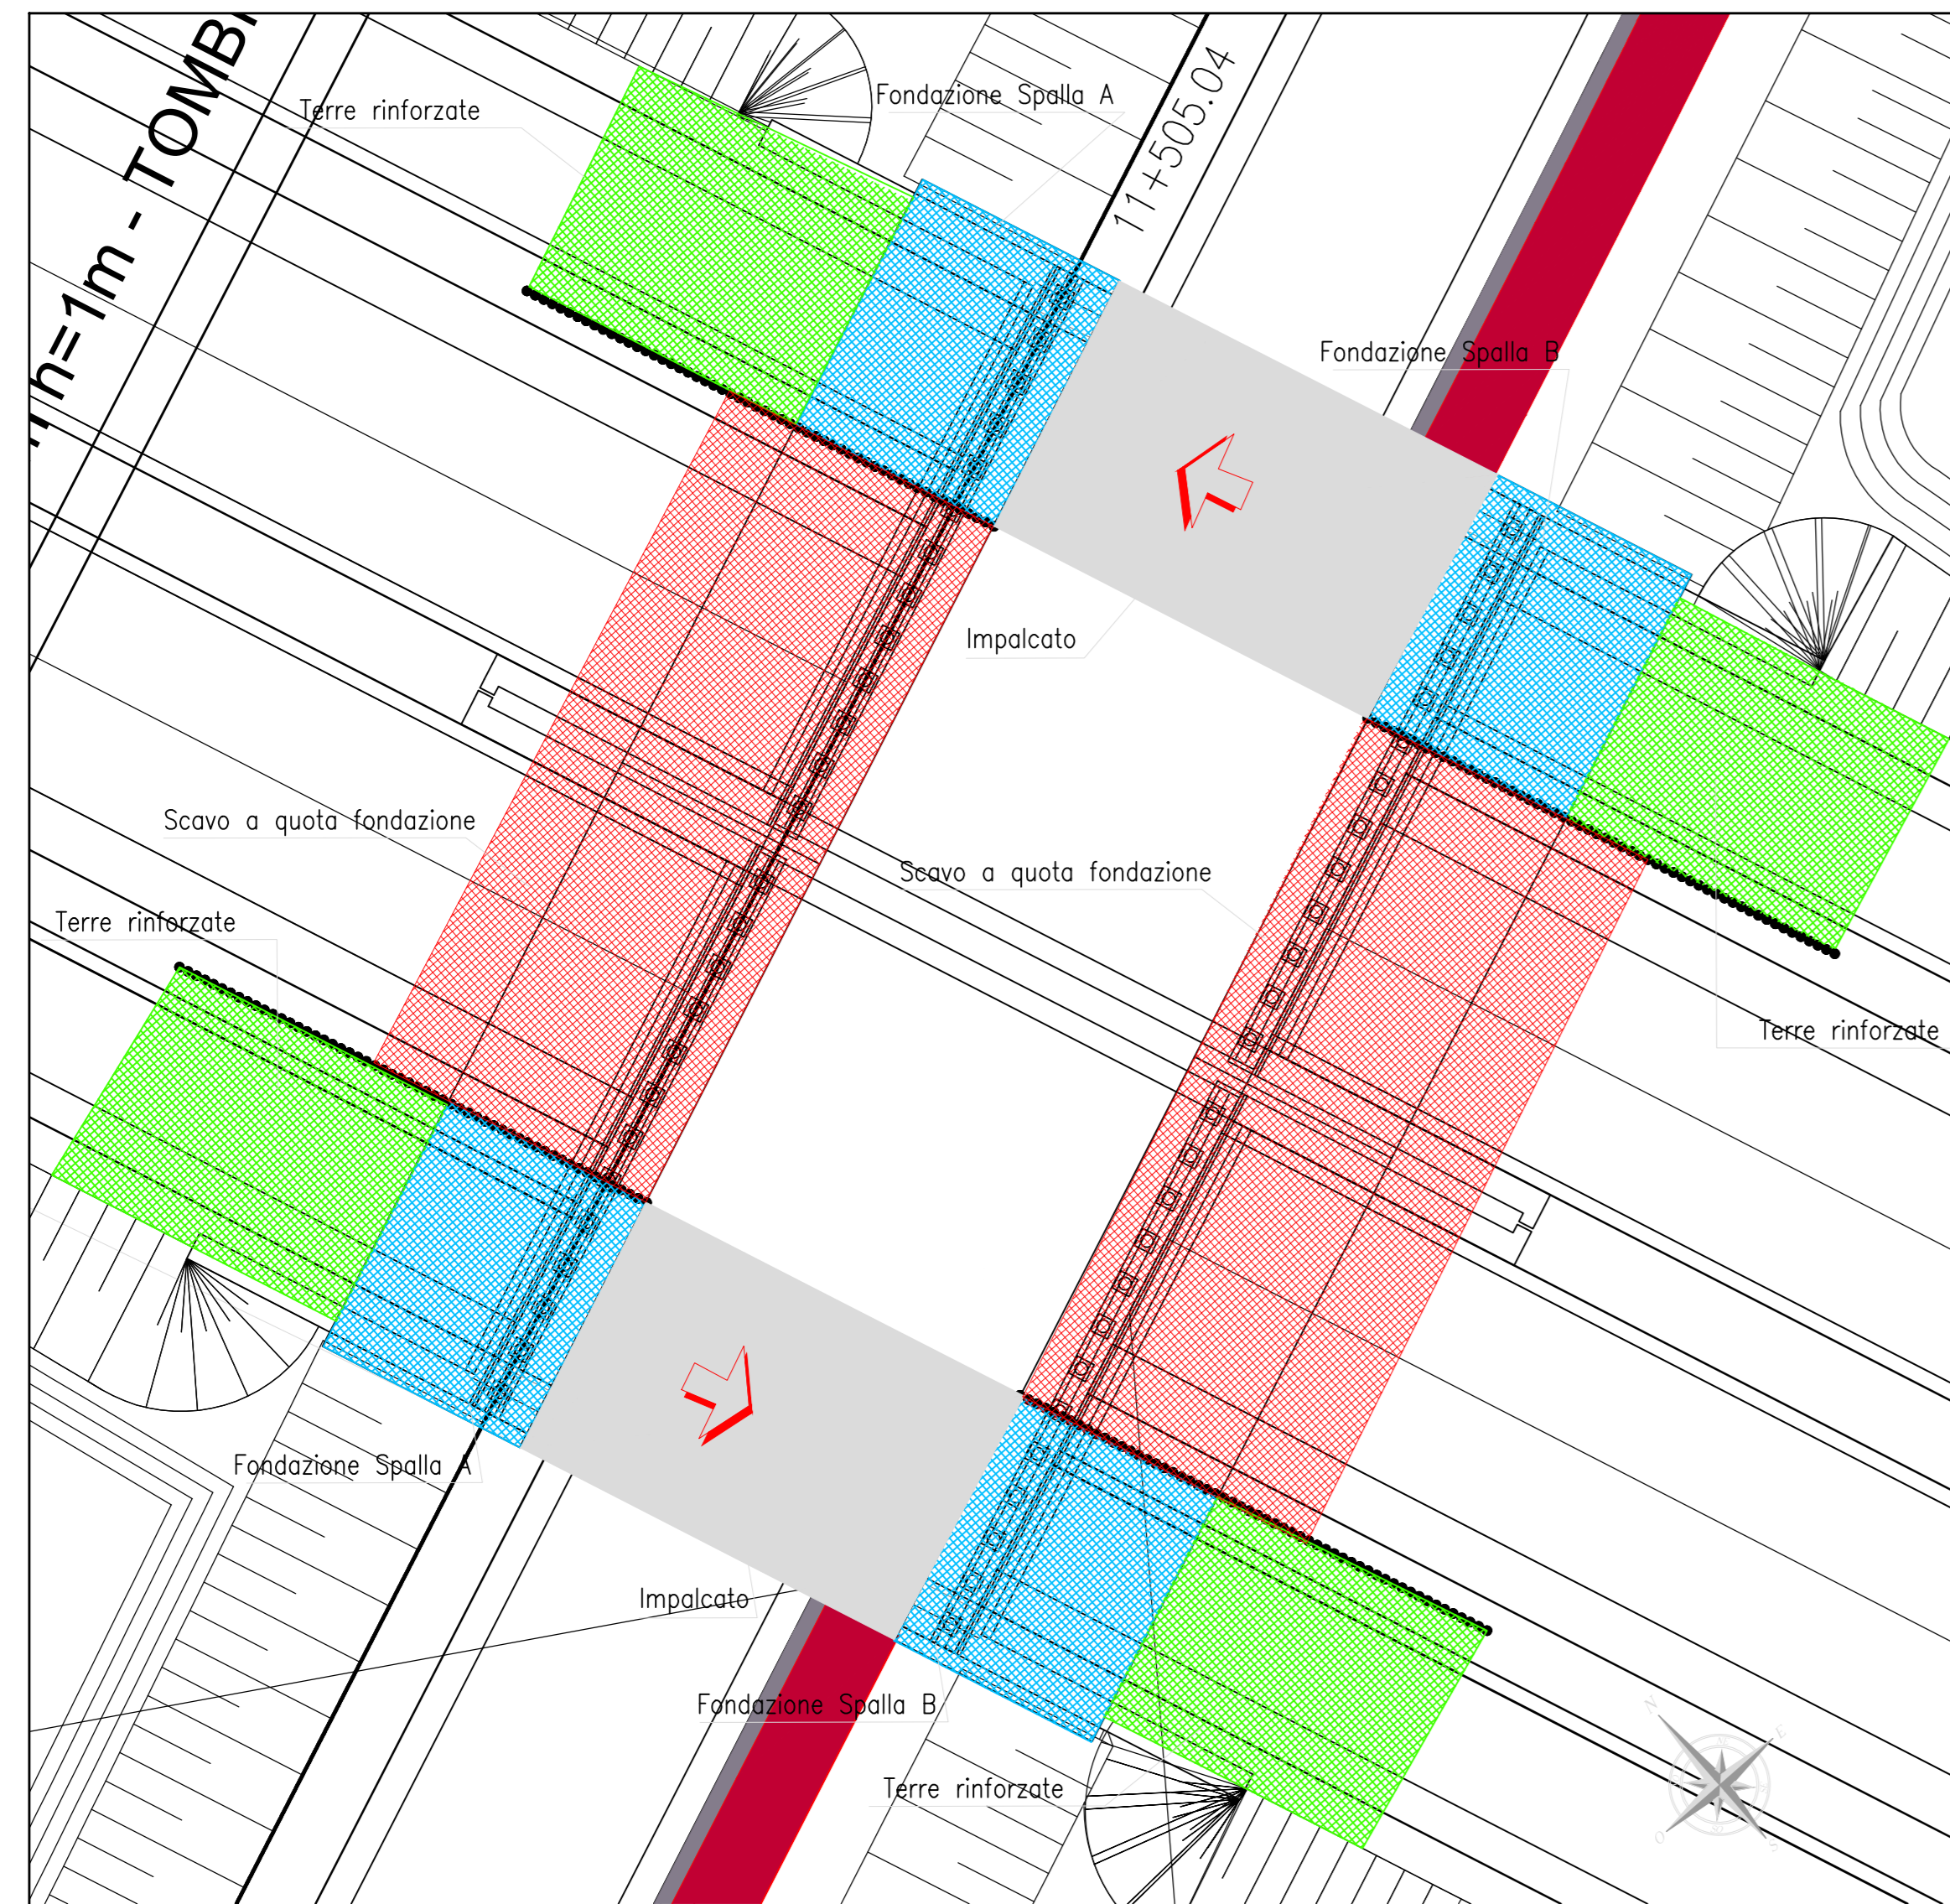 h=1m - TOMBI
Terre rinforzate
Fondazione Spalla A
11+505.04
Fondazione Spalla B
Impalcato
Scavo a quota fondazione
Scavo a quota fondazione
Terre rinforzate
Terre rinforzate
Fondazione Spalla A
Impalcato
Fondazione Spalla B
Terre rinforzate
N
E
O
S